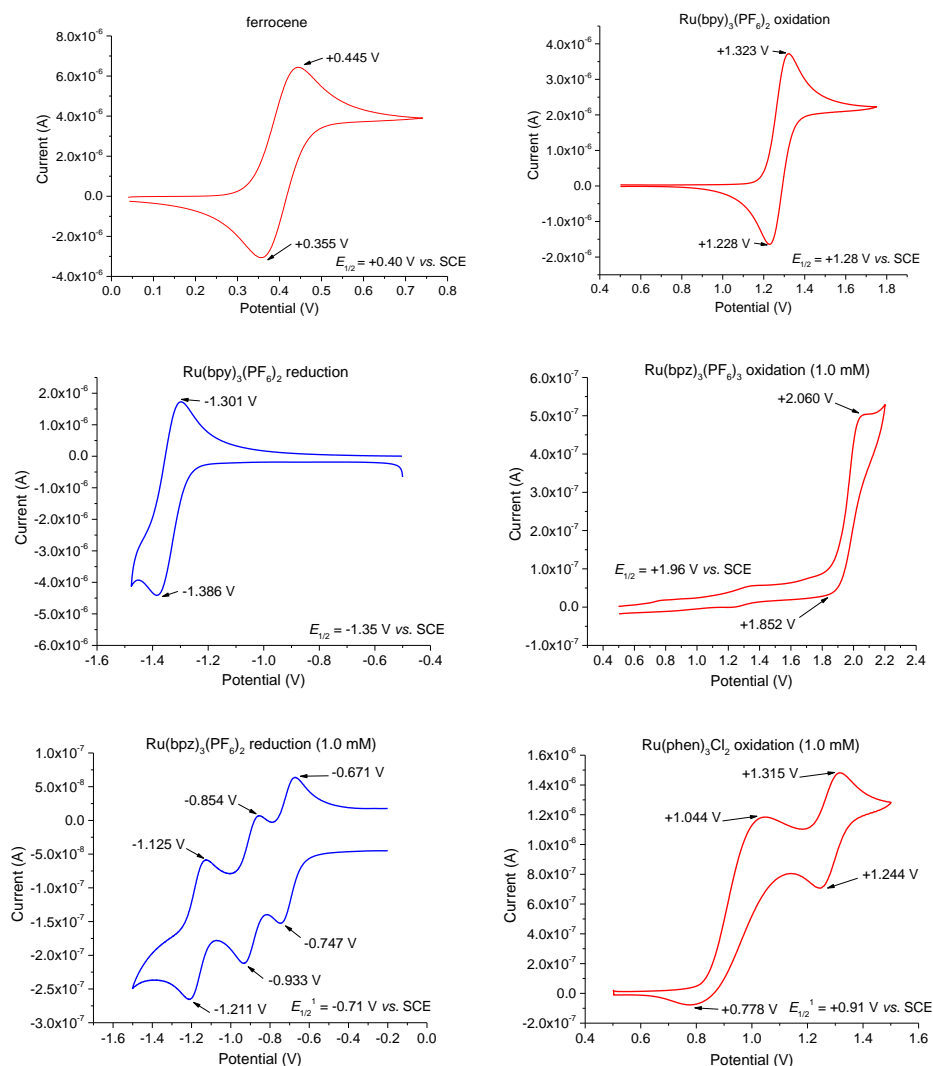 ferrocene
8.0x10⁻⁶
6.0x10⁻⁶
4.0x10⁻⁶
2.0x10⁻⁶
0.0
-2.0x10⁻⁶
-4.0x10⁻⁶
Current (A)
+0.445 V
+0.355 V
E₁/₂ = +0.40 V vs. SCE
0.0 0.1 0.2 0.3 0.4 0.5 0.6 0.7 0.8
Potential (V)
Ru(bpy)₃(PF₆)₂ oxidation
4.0x10⁻⁶
3.0x10⁻⁶
2.0x10⁻⁶
1.0x10⁻⁶
0.0
-1.0x10⁻⁶
-2.0x10⁻⁶
Current (A)
+1.323 V
+1.228 V
E₁/₂ = +1.28 V vs. SCE
0.4 0.6 0.8 1.0 1.2 1.4 1.6 1.8
Potential (V)
Ru(bpy)₃(PF₆)₂ reduction
2.0x10⁻⁶
1.0x10⁻⁶
0.0
-1.0x10⁻⁶
-2.0x10⁻⁶
-3.0x10⁻⁶
-4.0x10⁻⁶
-5.0x10⁻⁶
-6.0x10⁻⁶
Current (A)
-1.301 V
-1.386 V
E₁/₂ = -1.35 V vs. SCE
-1.6 -1.4 -1.2 -1.0 -0.8 -0.6 -0.4
Potential (V)
Ru(bpz)₃(PF₆)₃ oxidation (1.0 mM)
6.0x10⁻⁷
5.0x10⁻⁷
4.0x10⁻⁷
3.0x10⁻⁷
2.0x10⁻⁷
1.0x10⁻⁷
0.0
-1.0x10⁻⁷
Current (A)
+2.060 V
E₁/₂ = +1.96 V vs. SCE
+1.852 V
0.4 0.6 0.8 1.0 1.2 1.4 1.6 1.8 2.0 2.2 2.4
Potential (V)
Ru(bpz)₃(PF₆)₂ reduction (1.0 mM)
1.0x10⁻⁷
5.0x10⁻⁸
0.0
-5.0x10⁻⁸
-1.0x10⁻⁷
-1.5x10⁻⁷
-2.0x10⁻⁷
-2.5x10⁻⁷
-3.0x10⁻⁷
Current (A)
-0.671 V
-0.854 V
-1.125 V
-0.747 V
-0.933 V
-1.211 V
E₁/₂¹ = -0.71 V vs. SCE
-1.6 -1.4 -1.2 -1.0 -0.8 -0.6 -0.4 -0.2 0.0
Potential (V)
Ru(phen)₃Cl₂ oxidation (1.0 mM)
1.6x10⁻⁶
1.4x10⁻⁶
1.2x10⁻⁶
1.0x10⁻⁶
8.0x10⁻⁷
6.0x10⁻⁷
4.0x10⁻⁷
2.0x10⁻⁷
0.0
-2.0x10⁻⁷
Current (A)
+1.315 V
+1.044 V
+1.244 V
+0.778 V
E₁/₂¹ = +0.91 V vs. SCE
0.4 0.6 0.8 1.0 1.2 1.4 1.6
Potential (V)